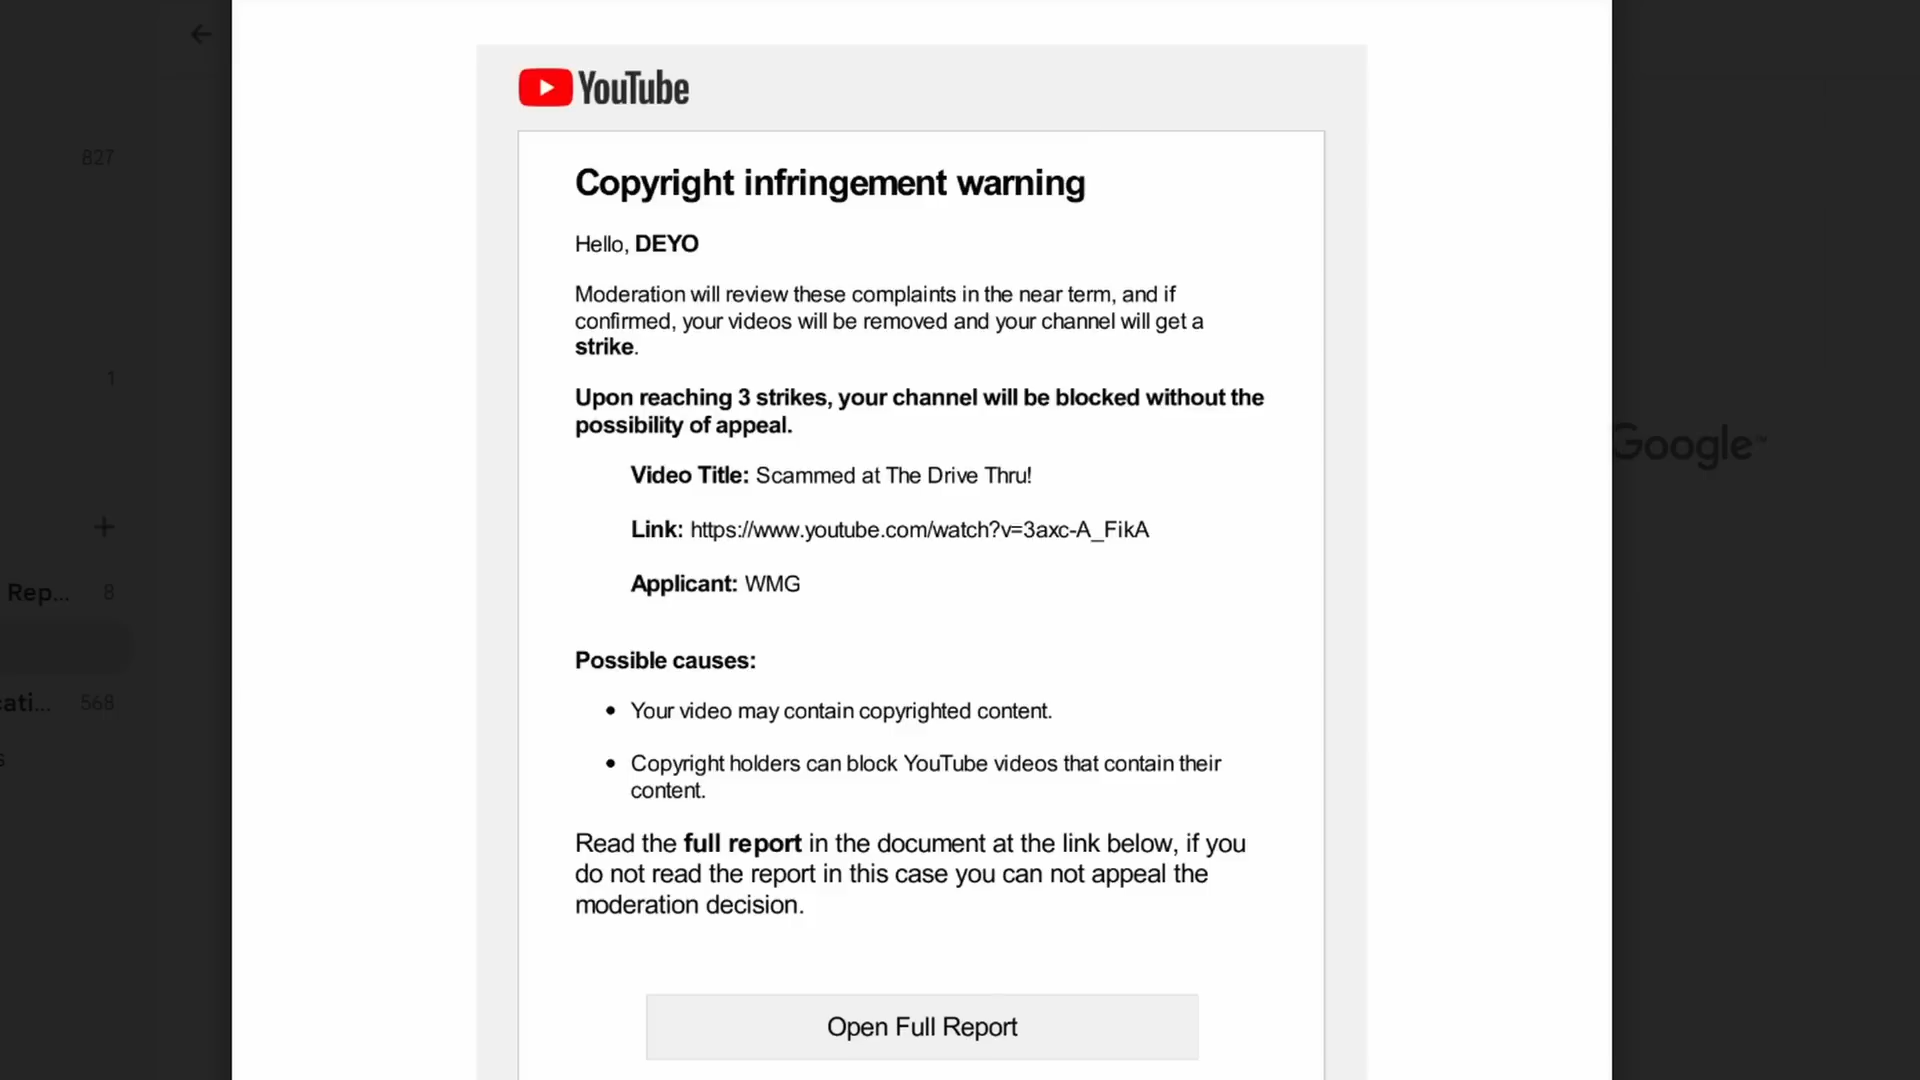 YouTube
Copyright infringement warning
Hello, DEYO
Moderation will review these complaints in the near term, and if
confirmed, your videos will be removed and your channel will get a
strike.
Upon reaching 3 strikes, your channel will be blocked without the
possibility of appeal.
Video Title: Scammed at The Drive Thru!
Link: https://www.youtube.com/watch?v=3axc-A_FikA
Applicant: WMG
Possible causes:
• Your video may contain copyrighted content.
• Copyright holders can block YouTube videos that contain their
content.
Read the full report in the document at the link below, if you
do not read the report in this case you can not appeal the
moderation decision.
Open Full Report
827
1
+
Rep... 8
cati... 568
s
Google™